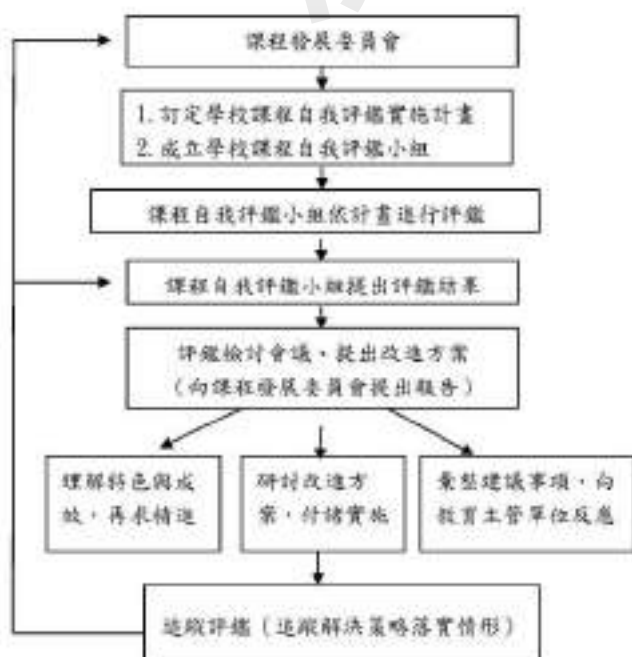 課程發展委員會
1. 訂定學校課程自我評鑑實施計畫
2. 成立學校課程自我評鑑小組
課程自我評鑑小組依計畫進行評鑑
課程自我評鑑小組提出評鑑結果
評鑑檢討會議、提出改進方案
(向課程發展委員會提出報告)
理解特色與成
效，再求精進
研討改進方
案，付諸實施
彙整建議事項，向
教育主管單位反應
追蹤評鑑(追蹤解決策略落實情形)